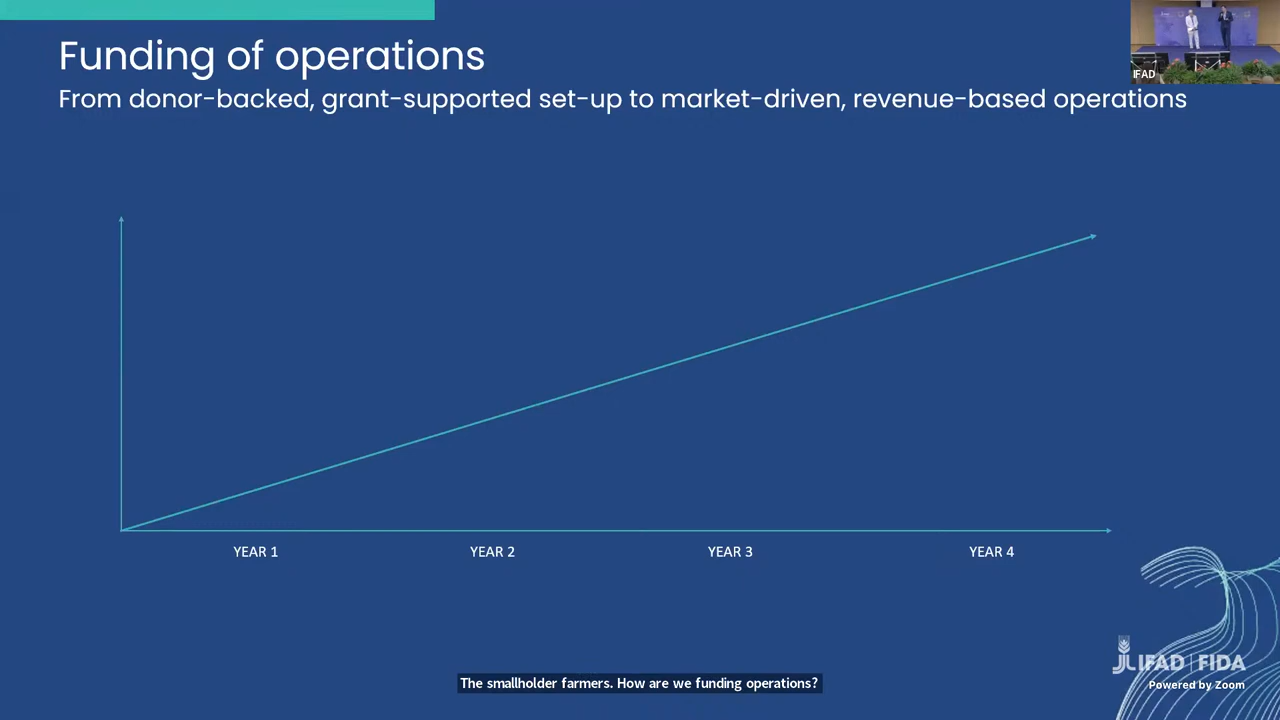 Funding of operations
From donor-backed, grant-supported set-up to market-driven, revenue-based operations
IFAD
YEAR 1
YEAR 2
YEAR 3
YEAR 4
IFAD | FIDA
Powered by Zoom
The smallholder farmers. How are we funding operations?